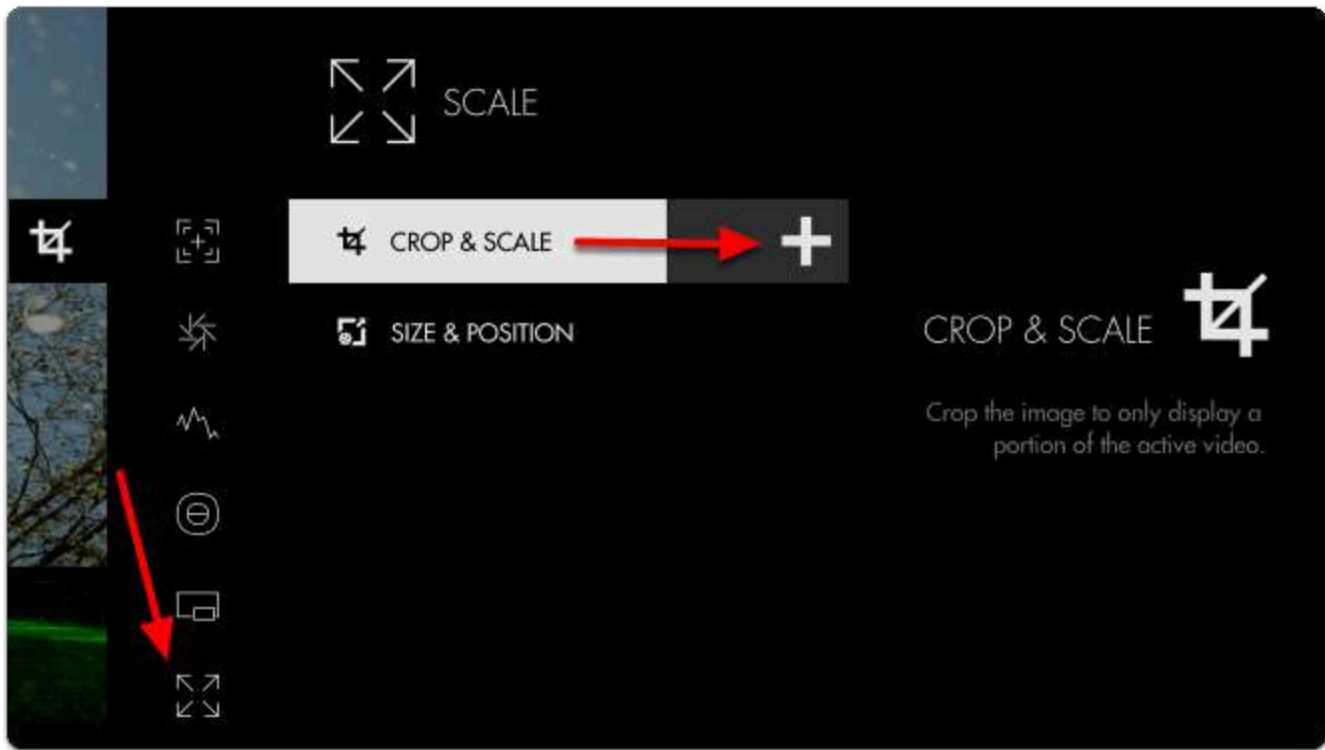 SCALE
CROP & SCALE
SIZE & POSITION
CROP & SCALE
Crop the image to only display a
portion of the active video.